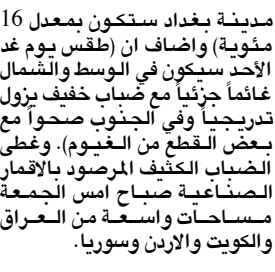 مدينة بغداد ستكون بمعدل 16
مئوية) واضاف ان (طقس يوم غد
الأحد سيكون في الوسط والشمال
غائماً جزئياً مع ضباب خفيف يزول
تدريجياً وفي الجنوب صحواً مع
بعض القطع من الغيوم). وغطى
الضباب الكثيف المرصود بالاقمار
الصناعية صباح امس الجمعة
مساحات واسعة من العراق
والكويت والاردن وسوريا.